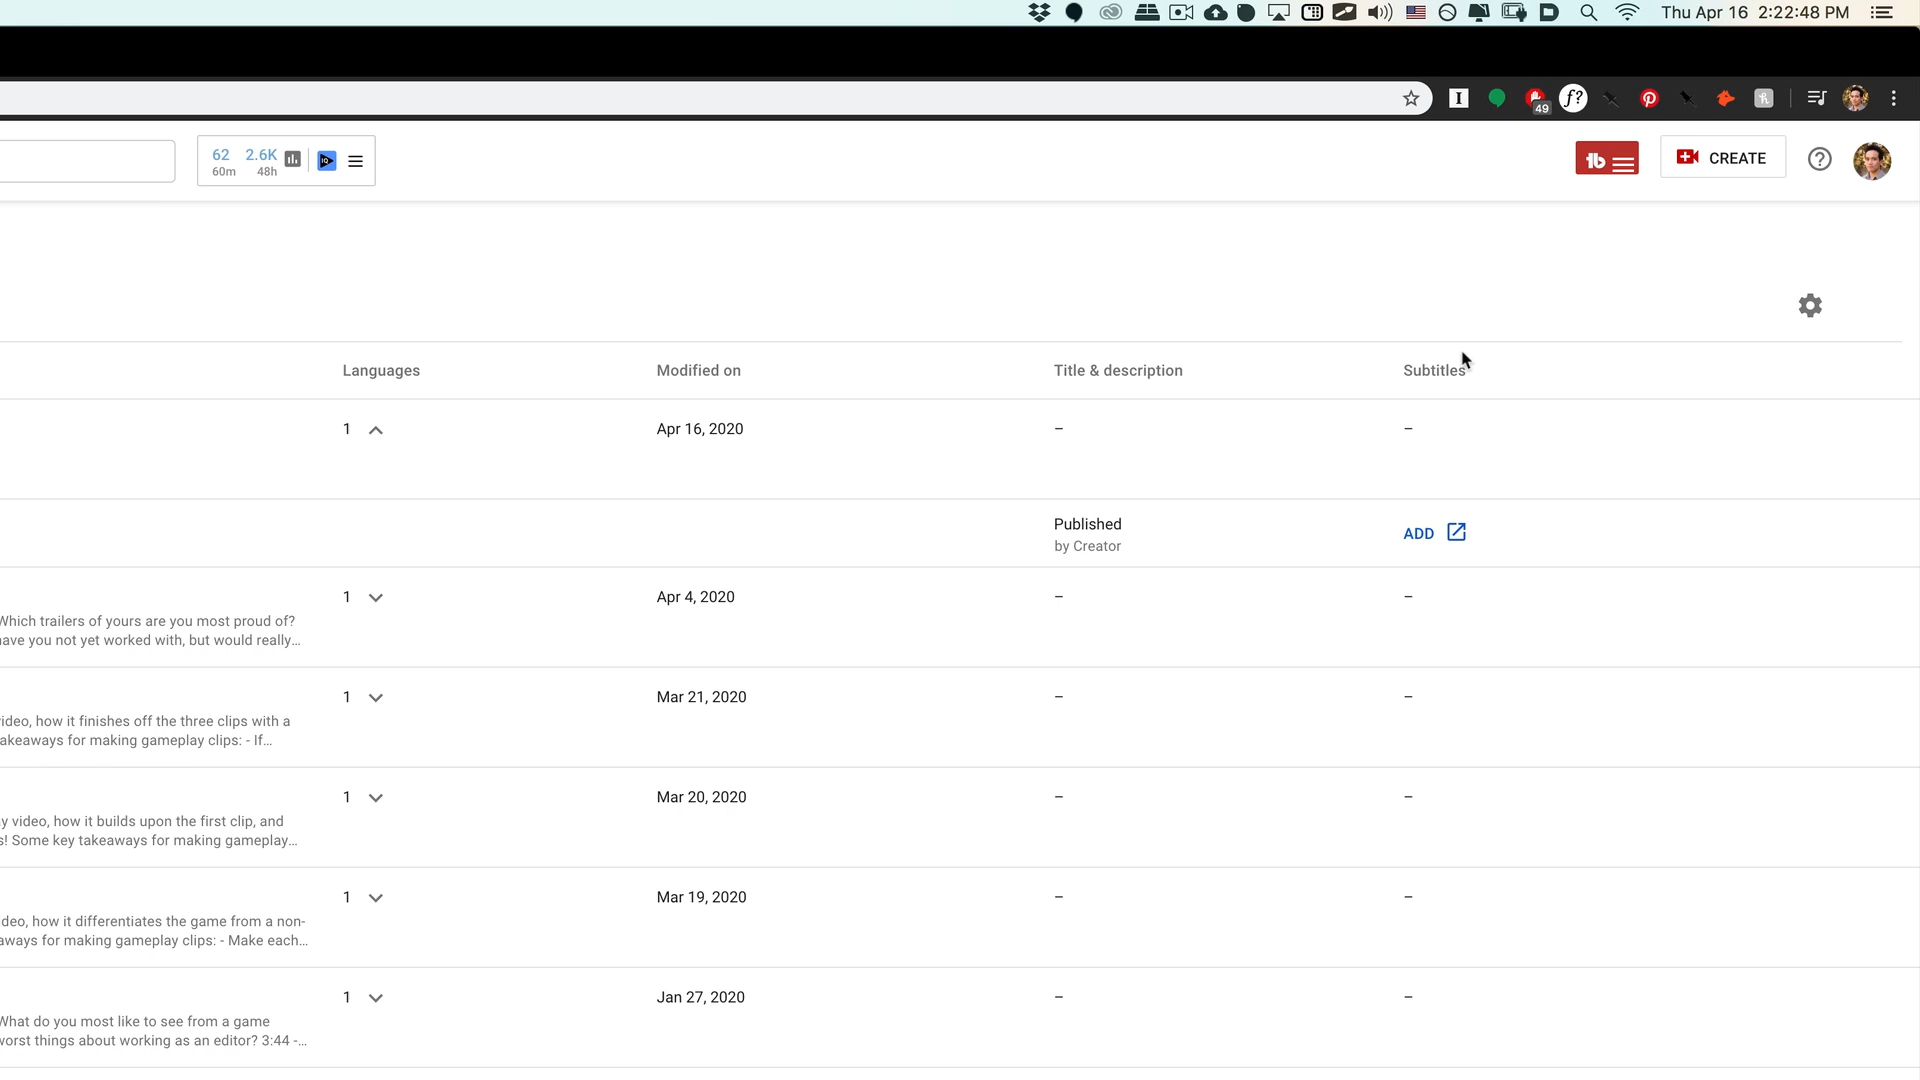 Thu Apr 16 2:22:48 PM
49
f?
62 2.6K
60m 48h
CREATE
Languages Modified on Title & description Subtitles
1 Apr 16, 2020 – –
Published
by Creator
ADD
1 Apr 4, 2020 – –
Which trailers of yours are you most proud of?
have you not yet worked with, but would really...
1 Mar 21, 2020 – –
ideo, how it finishes off the three clips with a
akeaways for making gameplay clips: - If...
1 Mar 20, 2020 – –
y video, how it builds upon the first clip, and
s! Some key takeaways for making gameplay...
1 Mar 19, 2020 – –
deo, how it differentiates the game from a non-
aways for making gameplay clips: - Make each...
1 Jan 27, 2020 – –
What do you most like to see from a game
worst things about working as an editor? 3:44 -...